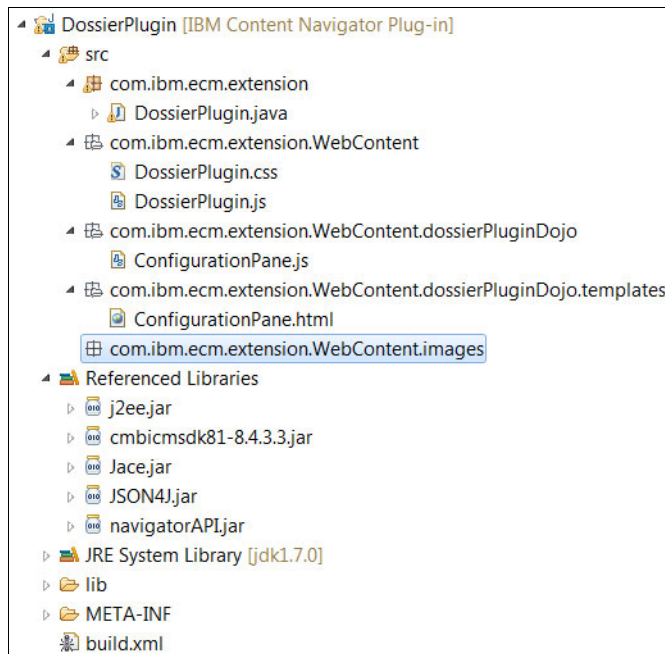 DossierPlugin [IBM Content Navigator Plug-in]
src
com.ibm.ecm.extension
DossierPlugin.java
com.ibm.ecm.extension.WebContent
DossierPlugin.css
DossierPlugin.js
com.ibm.ecm.extension.WebContent.dossierPluginDojo
ConfigurationPane.js
com.ibm.ecm.extension.WebContent.dossierPluginDojo.templates
ConfigurationPane.html
com.ibm.ecm.extension.WebContent.images
Referenced Libraries
j2ee.jar
cmbicmsdk81-8.4.3.3.jar
Jace.jar
JSON4J.jar
navigatorAPI.jar
JRE System Library [jdk1.7.0]
lib
META-INF
build.xml